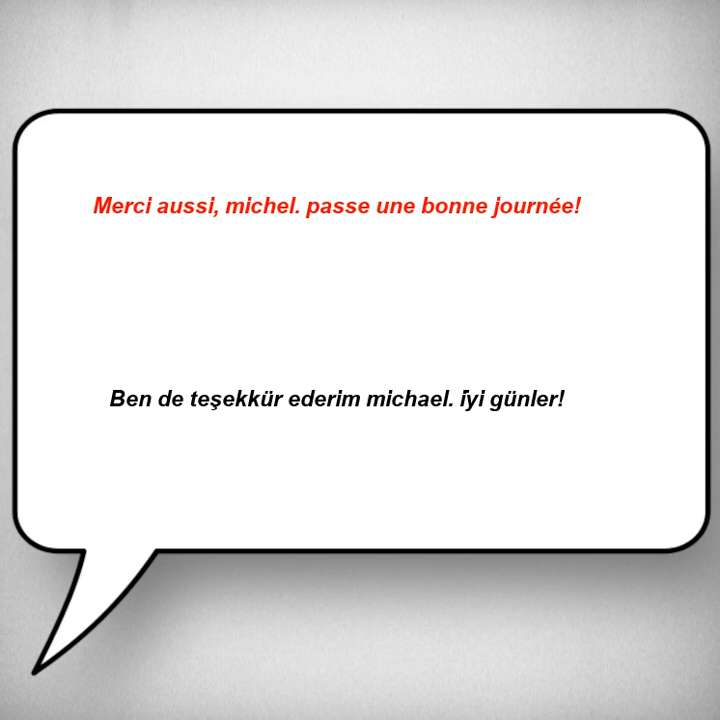 Merci aussi, michel. passe une bonne journée!
Ben de teşekkür ederim michael. i̇yi günler!